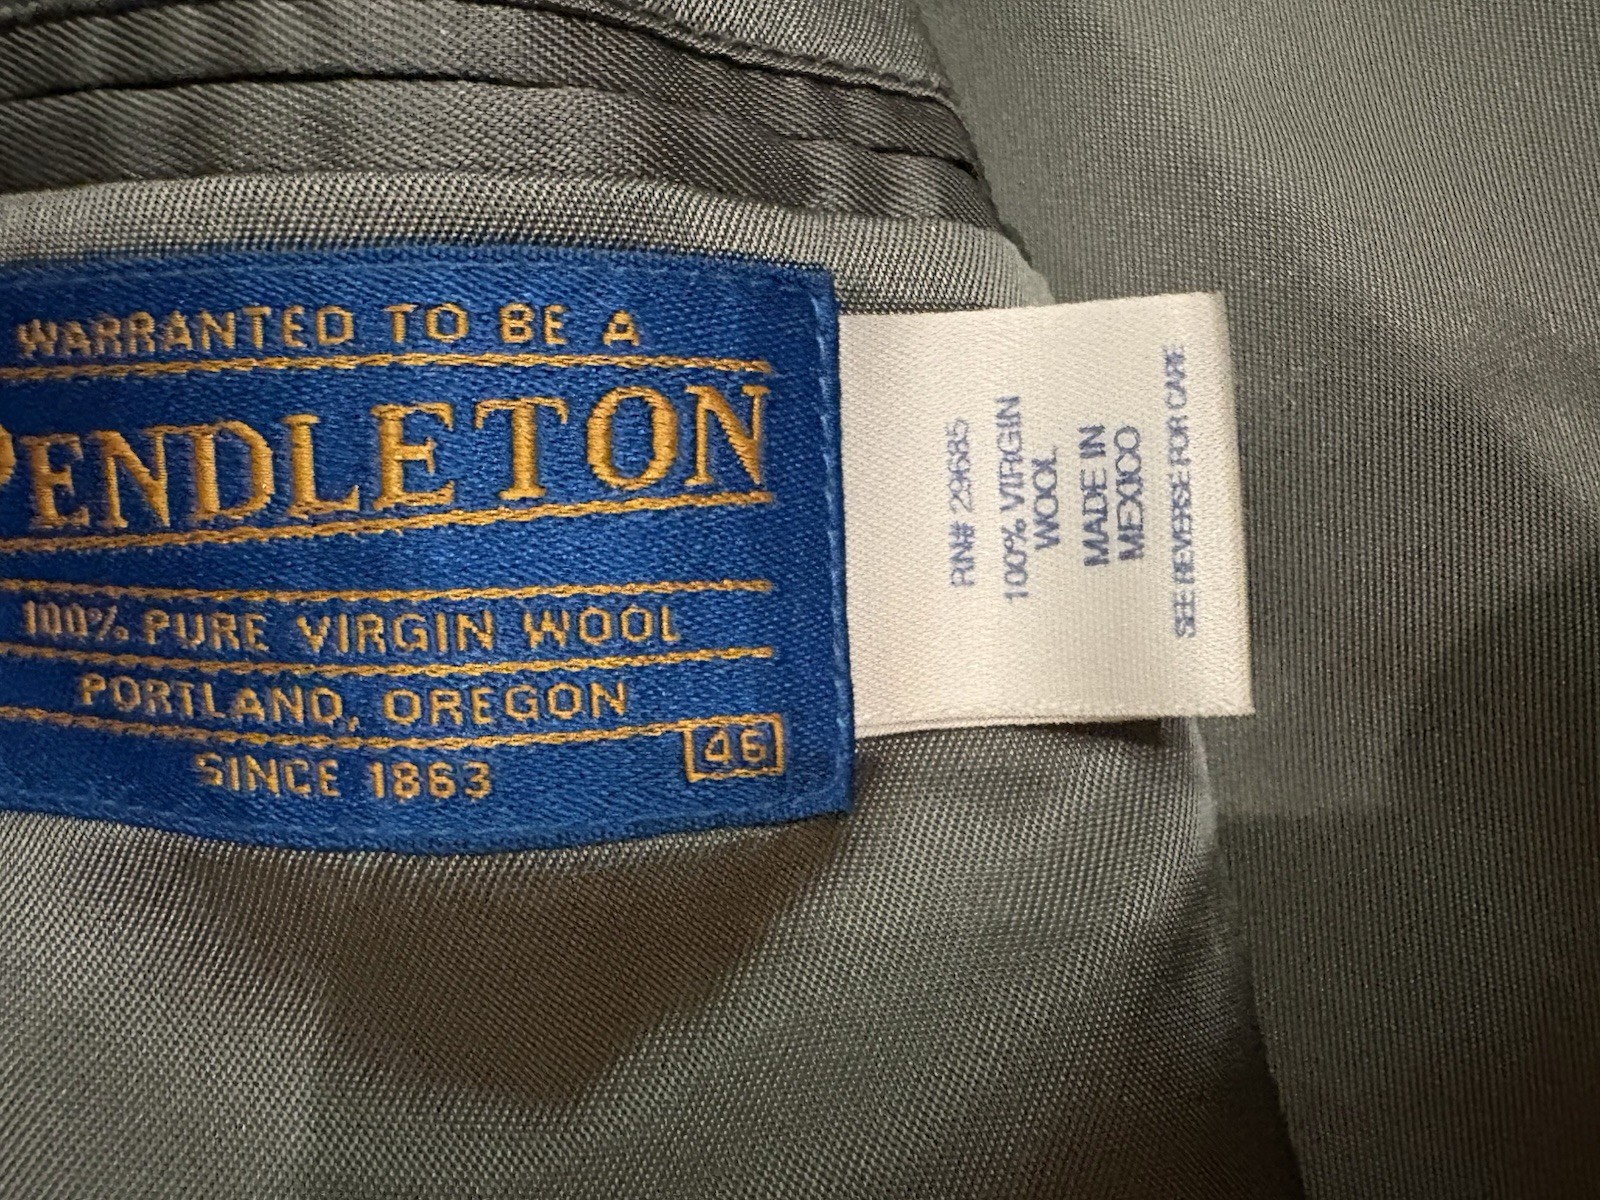 WARRANTED TO BE A
PENDLETON
100% PURE VIRGIN WOOL
PORTLAND, OREGON
SINCE 1863
46
RN# 29685
100% VIRGIN
WOOL
MADE IN
MEXICO
SEE REVERSE FOR CARE